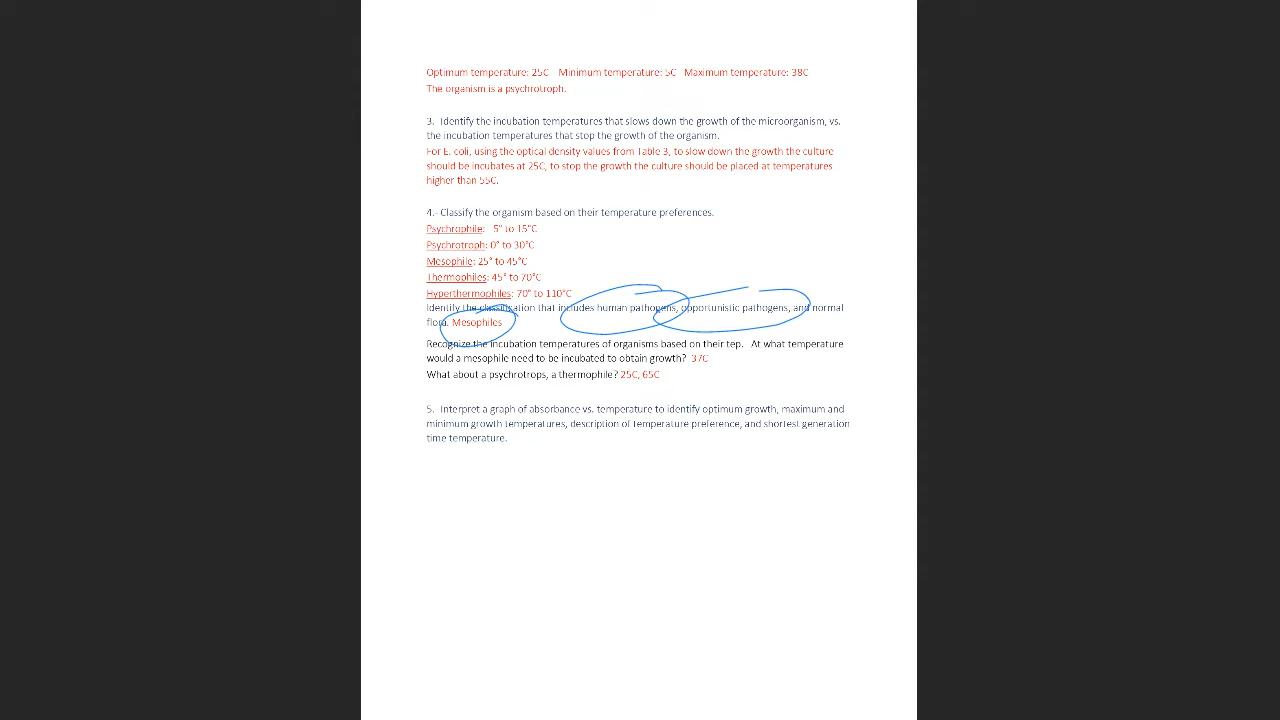 Optimum temperature: 25C    Minimum temperature: 5C   Maximum temperature: 38C
The organism is a psychrotroph.
3.  Identify the incubation temperatures that slows down the growth of the microorganism, vs.
the incubation temperatures that stop the growth of the organism.
For E. coli, using the optical density values from Table 3, to slow down the growth the culture
should be incubates at 25C, to stop the growth the culture should be placed at temperatures
higher than 55C.
4.- Classify the organism based on their temperature preferences.
Psychrophile:   5° to 15°C
Psychrotroph: 0° to 30°C
Mesophile: 25° to 45°C
Thermophiles: 45° to 70°C
Hyperthermophiles: 70° to 110°C
Identify the classification that includes human pathogens, opportunistic pathogens, and normal
flora. Mesophiles
Recognize the incubation temperatures of organisms based on their tep.   At what temperature
would a mesophile need to be incubated to obtain growth?  37C
What about a psychrotrops, a thermophile? 25C, 65C
5.  Interpret a graph of absorbance vs. temperature to identify optimum growth, maximum and
minimum growth temperatures, description of temperature preference, and shortest generation
time temperature.